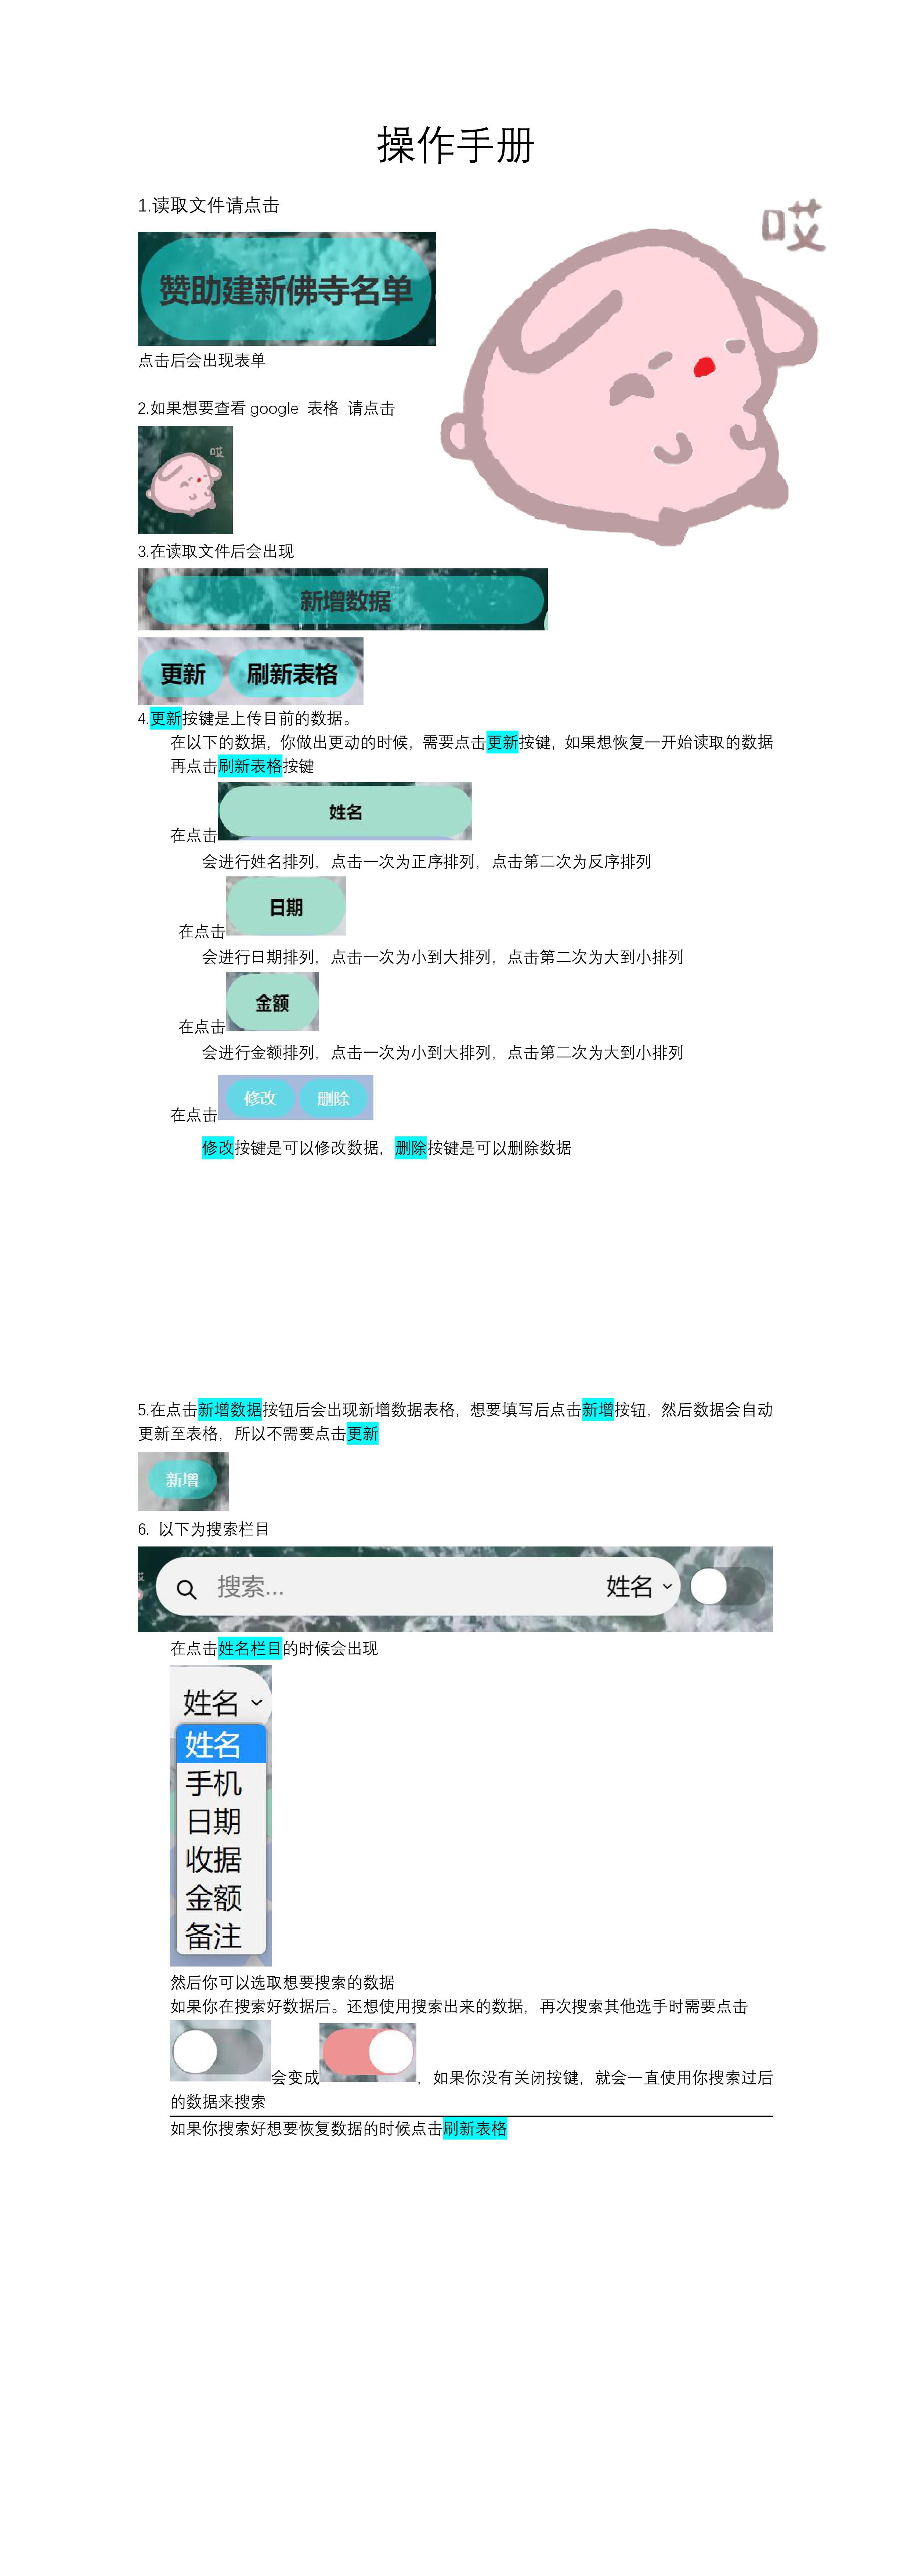 操作手册
1.读取文件请点击
哎
赞助建新佛寺名单
点击后会出现表单
2.如果想要查看 google 表格 请点击
哎
3.在读取文件后会出现
新增数据
更新 刷新表格
4.更新按键是上传目前的数据。
在以下的数据，你做出更动的时候，需要点击更新按键，如果想恢复一开始读取的数据
再点击刷新表格按键
在点击 姓名
会进行姓名排列，点击一次为正序排列，点击第二次为反序排列
在点击 日期
会进行日期排列，点击一次为小到大排列，点击第二次为大到小排列
在点击 金额
会进行金额排列，点击一次为小到大排列，点击第二次为大到小排列
在点击 修改 删除
修改按键是可以修改数据，删除按键是可以删除数据
5.在点击新增数据按钮后会出现新增数据表格，想要填写后点击新增按钮，然后数据会自动
更新至表格，所以不需要点击更新
新增
6. 以下为搜索栏目
哎 搜索... 姓名
在点击姓名栏目的时候会出现
姓名
姓名
手机
日期
收据
金额
备注
然后你可以选取想要搜索的数据
如果你在搜索好数据后。还想使用搜索出来的数据，再次搜索其他选手时需要点击
会变成，如果你没有关闭按键，就会一直使用你搜索过后
的数据来搜索
如果你搜索好想要恢复数据的时候点击刷新表格